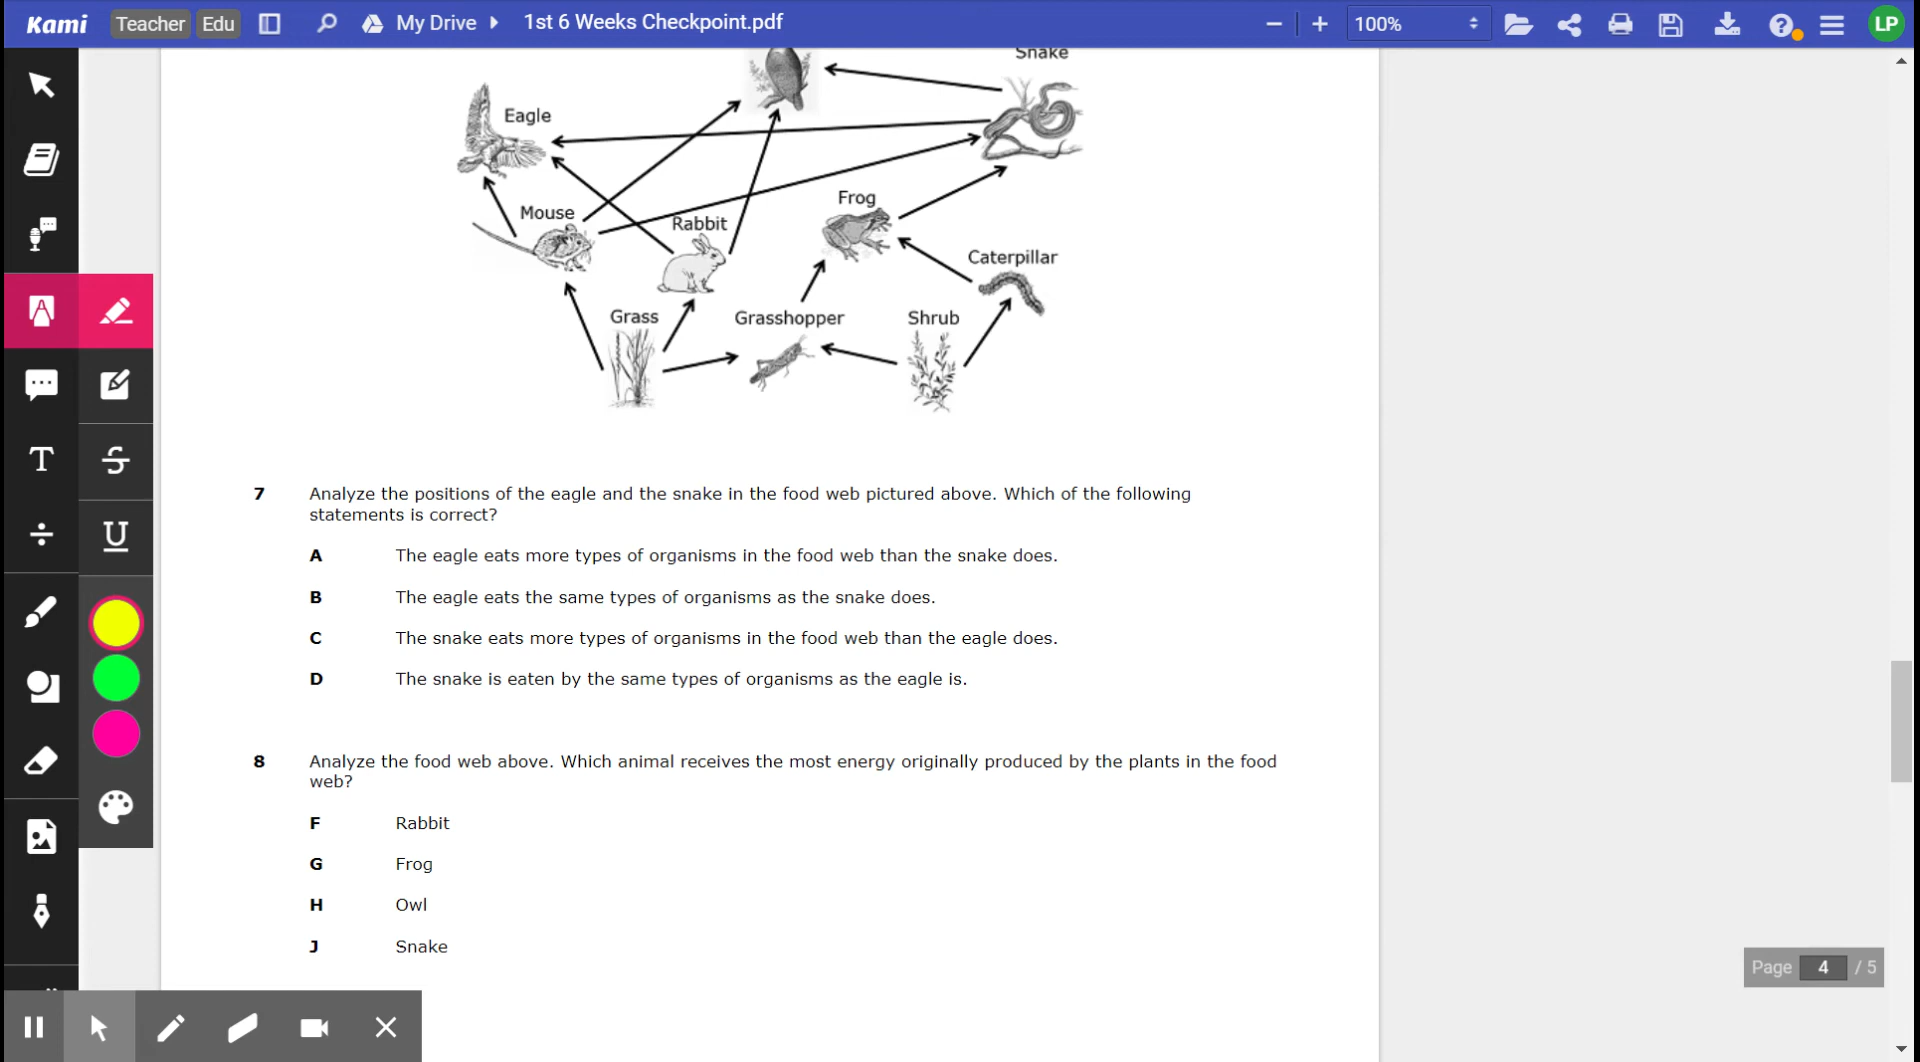 Kami Teacher Edu My Drive 1st 6 Weeks Checkpoint.pdf 100% LP
Snake
Eagle
Frog
Mouse
Rabbit
Caterpillar
Grass
Grasshopper
Shrub
7 Analyze the positions of the eagle and the snake in the food web pictured above. Which of the following
statements is correct?
A The eagle eats more types of organisms in the food web than the snake does.
B The eagle eats the same types of organisms as the snake does.
C The snake eats more types of organisms in the food web than the eagle does.
D The snake is eaten by the same types of organisms as the eagle is.
8 Analyze the food web above. Which animal receives the most energy originally produced by the plants in the food
web?
F Rabbit
G Frog
H Owl
J Snake
Page 4 / 5